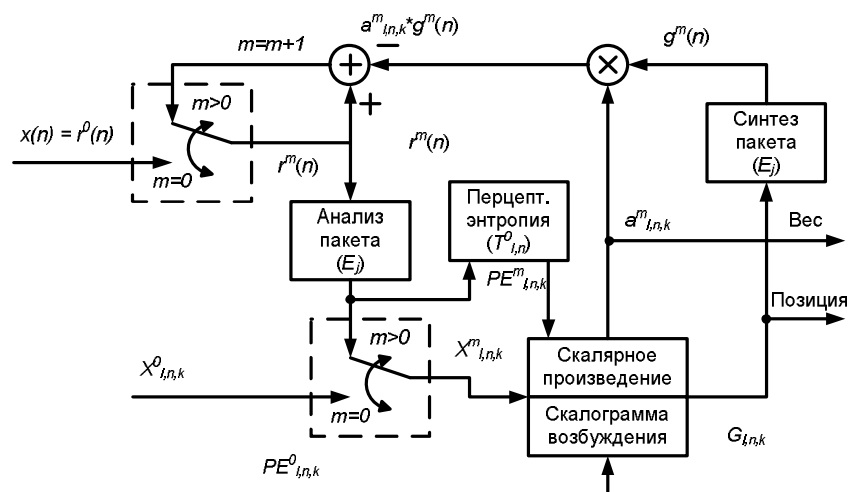 a^m_{l,n,k}*g^m(n)
m=m+1
−
g^m(n)
+
×
m>0
+
x(n) = r^0(n)
r^m(n)
r^m(n)
m=0
Синтез
пакета
(E_j)
Анализ
пакета
(E_j)
Перцепт.
энтропия
(T^0_{l,n})
a^m_{l,n,k}
Вес
PE^m_{l,n,k}
Позиция
m>0
X^m_{l,n,k}
X^0_{l,n,k}
m=0
Скалярное
произведение
Скалограмма
возбуждения
G_{l,n,k}
PE^0_{l,n,k}